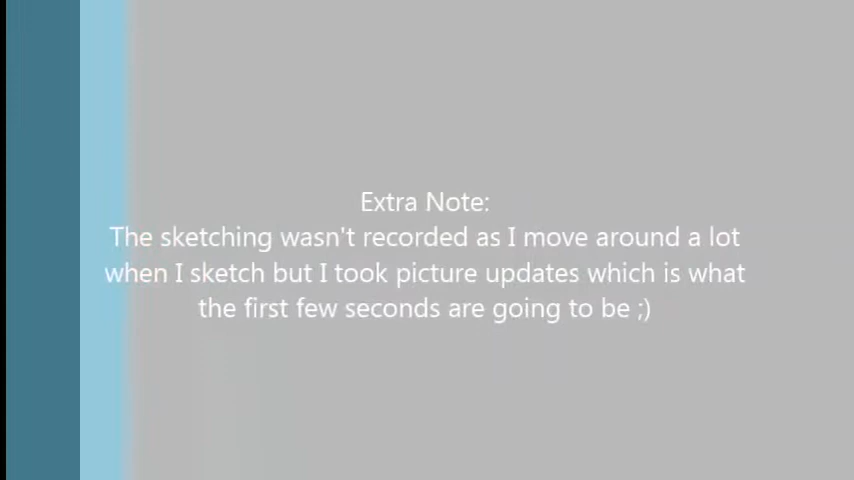 Extra Note:
The sketching wasn't recorded as I move around a lot
when I sketch but I took picture updates which is what
the first few seconds are going to be ;)